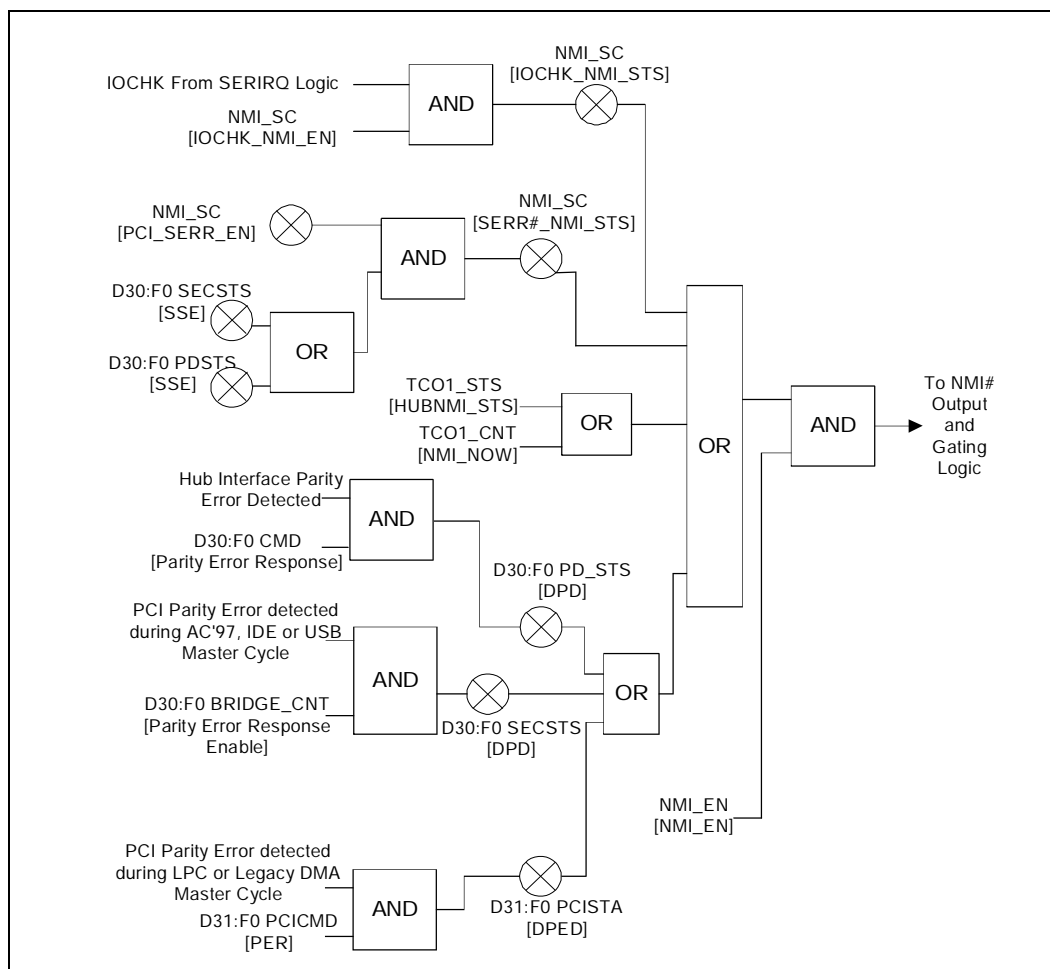 NMI_SC
[IOCHK_NMI_STS]
IOCHK From SERIRQ Logic
AND
NMI_SC
[IOCHK_NMI_EN]
NMI_SC
[PCI_SERR_EN]
AND
NMI_SC
[SERR#_NMI_STS]
D30:F0 SECSTS
[SSE]
OR
D30:F0 PDSTS
[SSE]
TCO1_STS
[HUBNMI_STS]
OR
TCO1_CNT
[NMI_NOW]
OR
AND
To NMI#
Output
and
Gating
Logic
Hub Interface Parity
Error Detected
AND
D30:F0 CMD
[Parity Error Response]
D30:F0 PD_STS
[DPD]
PCI Parity Error detected
during AC'97, IDE or USB
Master Cycle
AND
OR
D30:F0 BRIDGE_CNT
[Parity Error Response
Enable]
D30:F0 SECSTS
[DPD]
NMI_EN
[NMI_EN]
PCI Parity Error detected
during LPC or Legacy DMA
Master Cycle
AND
D31:F0 PCICMD
[PER]
D31:F0 PCISTA
[DPED]